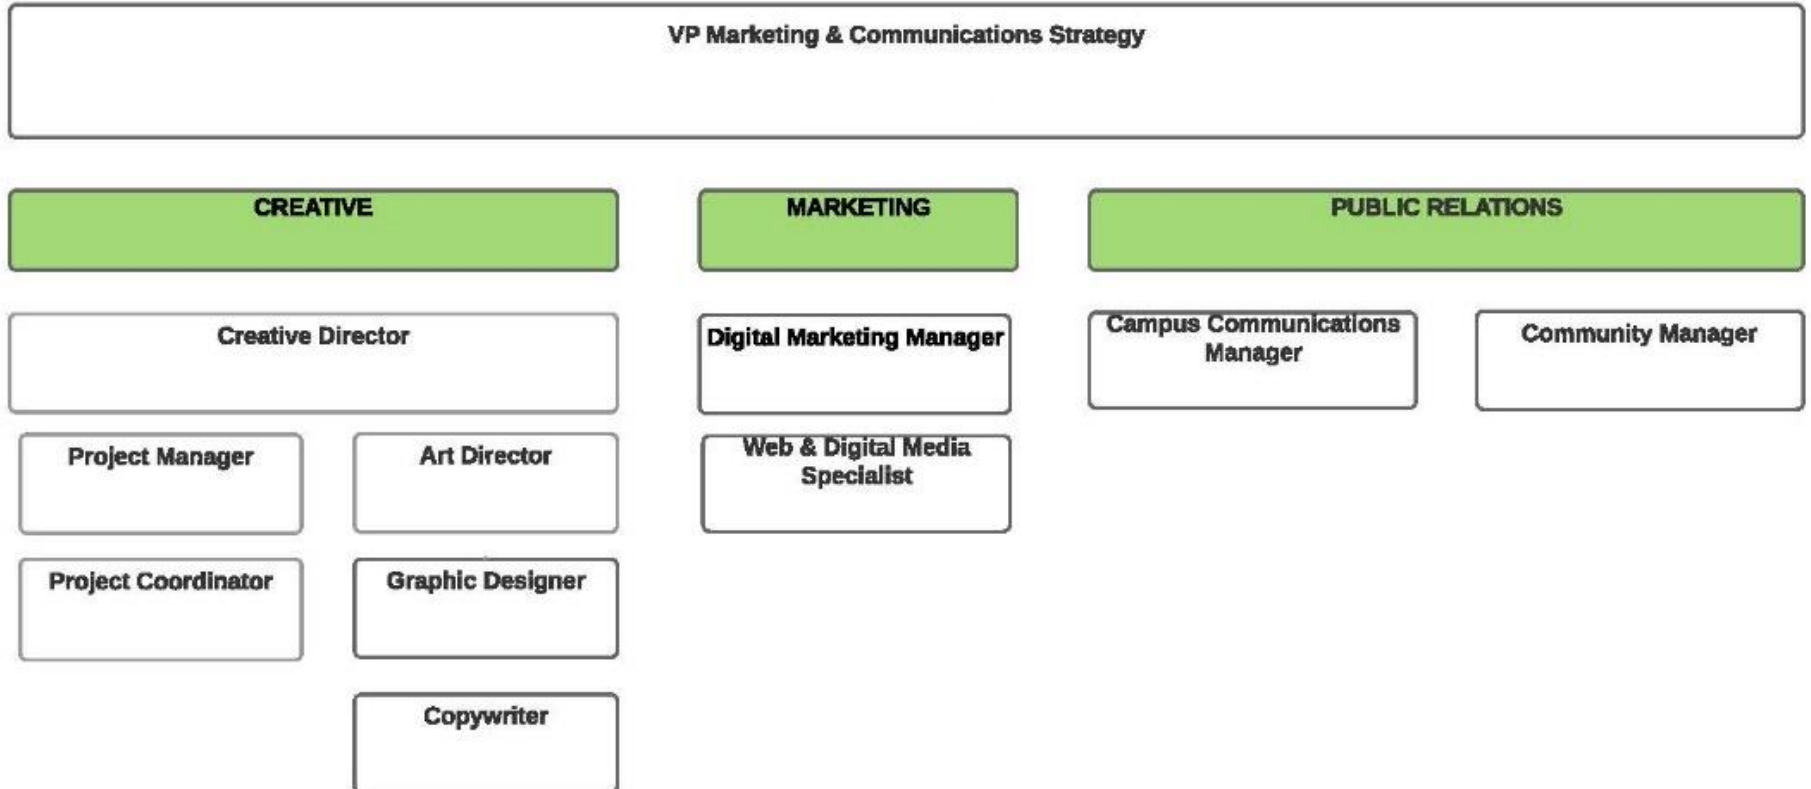 VP Marketing & Communications Strategy
CREATIVE
MARKETING
PUBLIC RELATIONS
Creative Director
Digital Marketing Manager
Campus Communications
Manager
Community Manager
Project Manager
Art Director
Web & Digital Media
Specialist
Project Coordinator
Graphic Designer
Copywriter